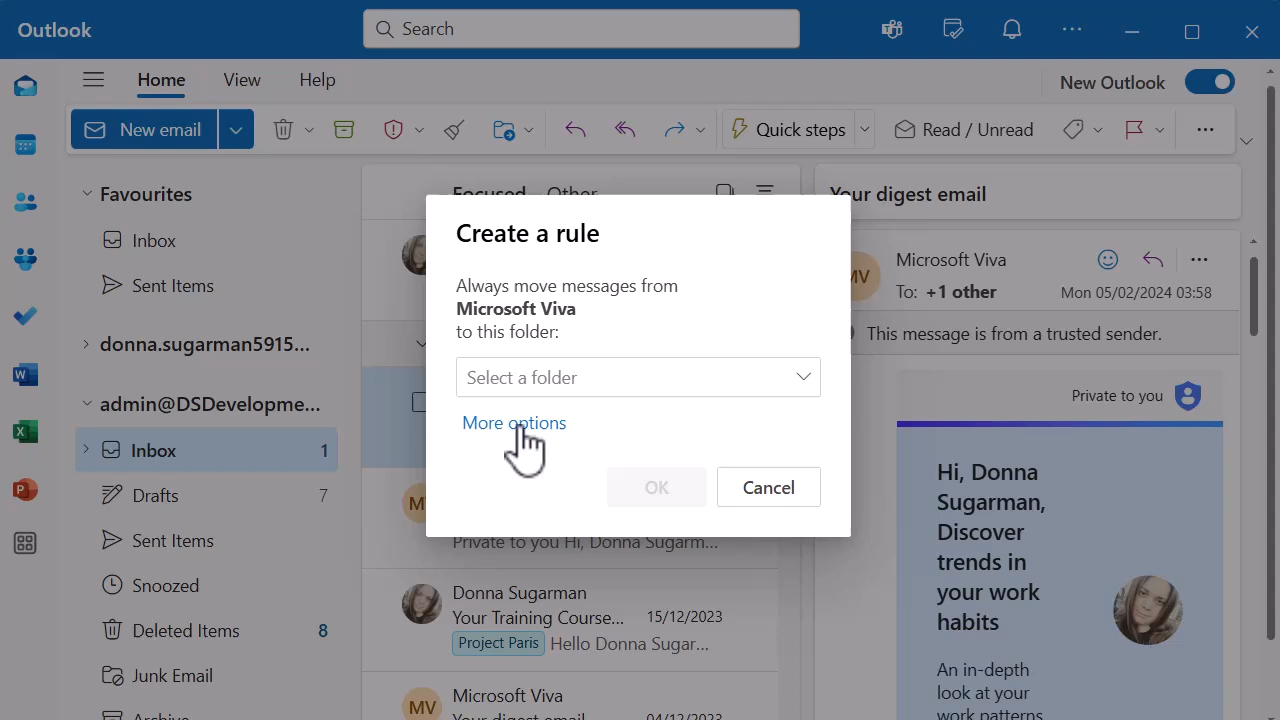 Outlook
Search
Home
View
Help
New Outlook
New email
Quick steps
Read / Unread
Favourites
Inbox
Sent Items
donna.sugarman5915...
admin@DSDevelopme...
Inbox 1
Drafts 7
Sent Items
Snoozed
Deleted Items 8
Junk Email
Archive
Focused Other
Create a rule
Always move messages from
Microsoft Viva
to this folder:
Select a folder
More options
OK
Cancel
Private to you Hi, Donna Sugarm...
Donna Sugarman
Your Training Course... 15/12/2023
Project Paris Hello Donna Sugar...
MV
Microsoft Viva
Your digest email 04/12/2023
Your digest email
MV
Microsoft Viva
To: +1 other
Mon 05/02/2024 03:58
This message is from a trusted sender.
Private to you
Hi, Donna
Sugarman,
Discover
trends in
your work
habits
An in-depth
look at your
work patterns